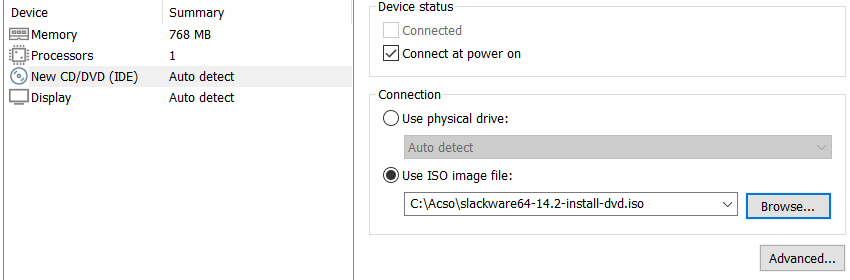 Device Summary
Memory 768 MB
Processors 1
New CD/DVD (IDE) Auto detect
Display Auto detect
Device status
Connected
Connect at power on
Connection
Use physical drive:
Auto detect
Use ISO image file:
C:\Acso\slackware64-14.2-install-dvd.iso Browse...
Advanced...